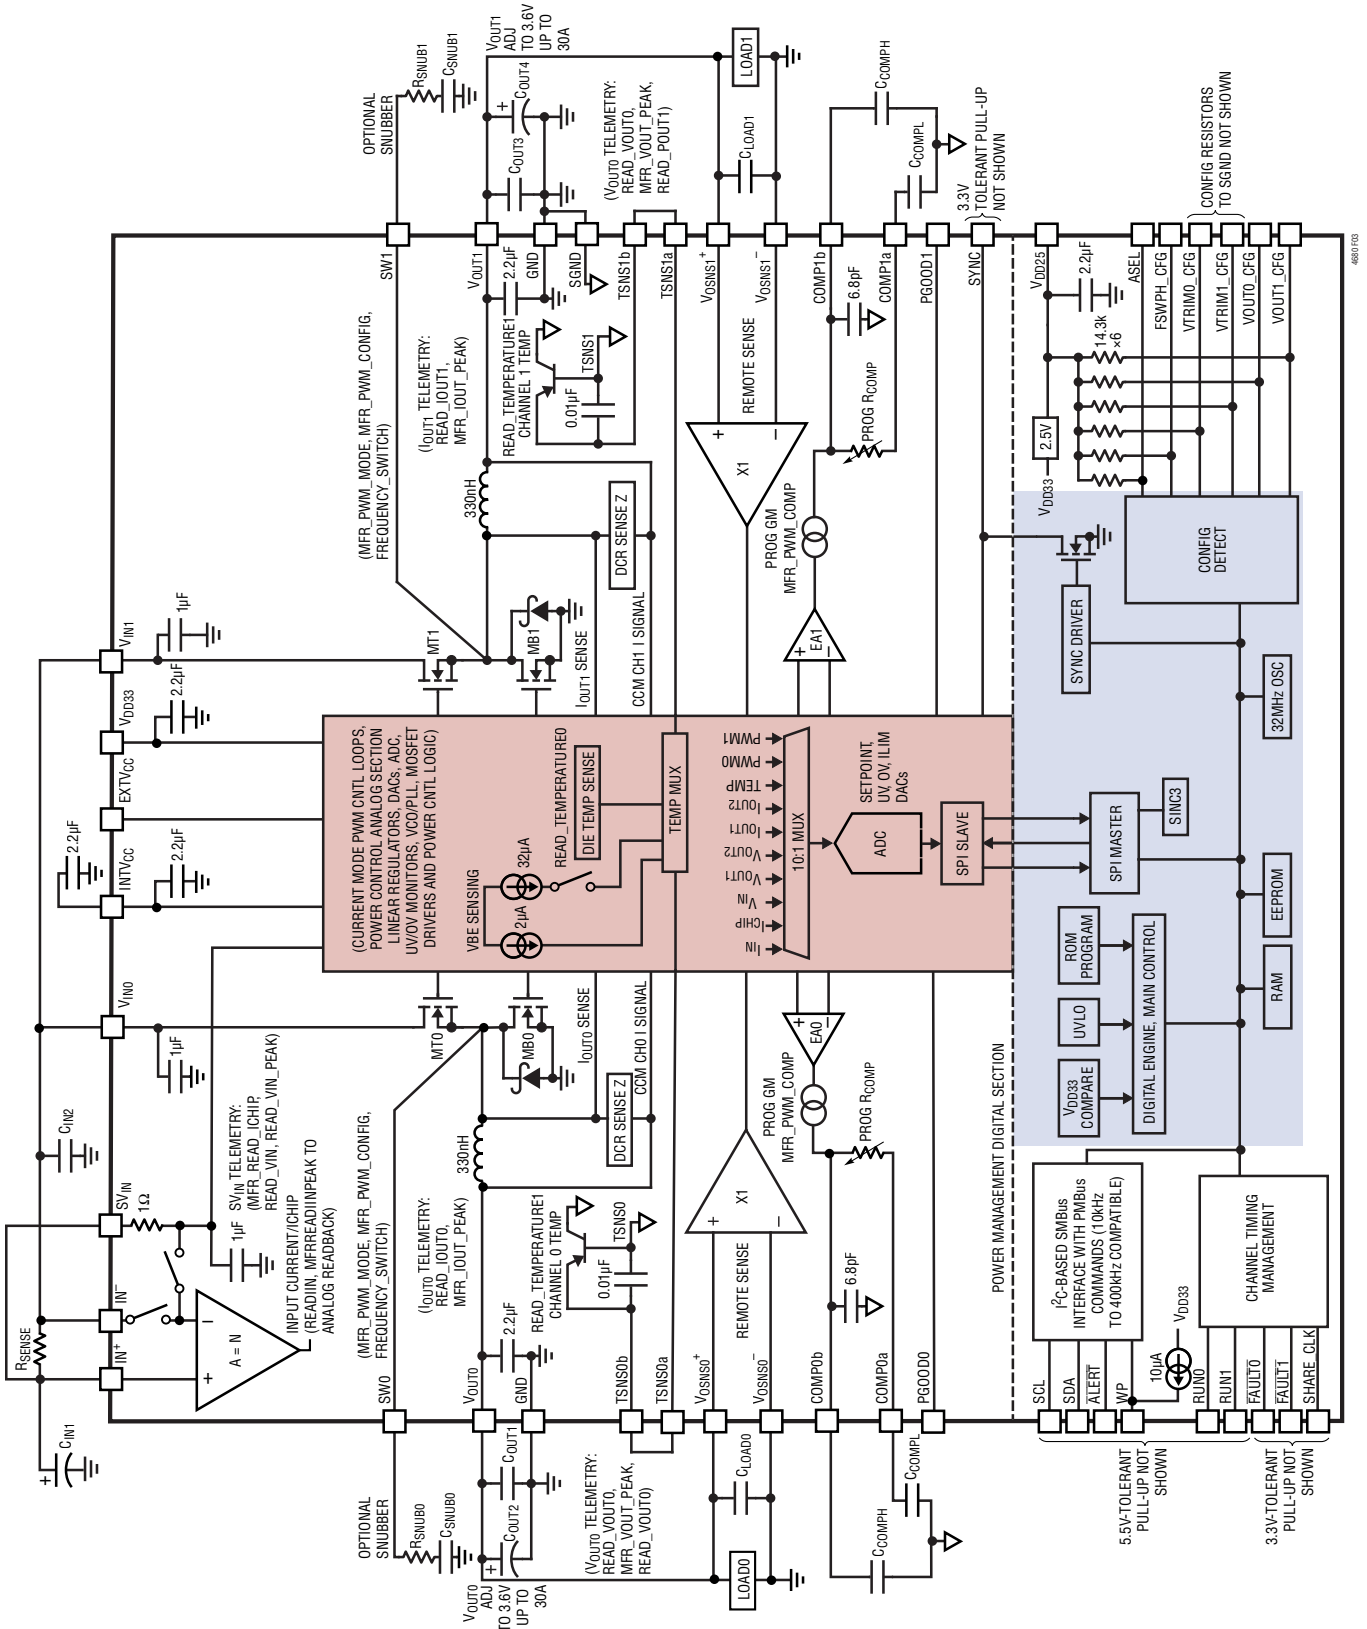 VOUT1
ADJ
TO 3.6V
UP TO
30A
RSNUB1
CSNUB1
OPTIONAL
SNUBBER
COUT4
COUT3
(VOUT0 TELEMETRY:
READ_VOUT0,
MFR_VOUT_PEAK,
READ_POUT1)
LOAD1
CLOAD1
CCOMPH
CCOMPL
3.3V
TOLERANT PULL-UP
NOT SHOWN
CONFIG RESISTORS
TO SGND NOT SHOWN
4680 F03
SW1
VOUT1
2.2µF
GND
SGND
TSNS1b
TSNS1a
VOSNS1+
VOSNS1−
COMP1b
6.8pF
COMP1a
PGOOD1
SYNC
VDD25
2.2µF
ASEL
FSWPH_CFG
VTRIM0_CFG
VTRIM1_CFG
VOUT0_CFG
VOUT1_CFG
14.3k
×6
2.5V
VDD33
(MFR_PWM_MODE, MFR_PWM_CONFIG,
FREQUENCY_SWITCH)
(IOUT1 TELEMETRY:
READ_IOUT1,
MFR_IOUT_PEAK)
READ_TEMPERATURE1
CHANNEL 1 TEMP
TSNS1
0.01µF
REMOTE SENSE
+
−
X1
PROG RCOMP
PROG GM
MFR_PWM_COMP
330nH
DCR SENSE Z
EA1
+
−
CONFIG
DETECT
SYNC DRIVER
32MHz OSC
VIN1
1µF
VDD33
2.2µF
EXTVCC
INTVCC
2.2µF
2.2µF
VIN0
1µF
MT1
MB1
IOUT1 SENSE
CCM CH1 I SIGNAL
(CURRENT MODE PWM CNTL LOOPS,
POWER CONTROL ANALOG SECTION
LINEAR REGULATORS, DACs, ADC,
UV/OV MONITORS, VCO/PLL, MOSFET
DRIVERS AND POWER CNTL LOGIC)
READ_TEMPERATURE0
DIE TEMP SENSE
TEMP MUX
VBE SENSING
32µA
2µA
PWM1
PWM0
TEMP
IOUT2
IOUT1
VOUT2
VOUT1
VIN
ICHIP
IIN
10:1 MUX
SETPOINT,
UV, OV, ILIM
DACs
ADC
SPI SLAVE
SPI MASTER
SINC3
EEPROM
RAM
ROM
PROGRAM
UVLO
VDD33
COMPARE
DIGITAL ENGINE, MAIN CONTROL
MT0
MB0
IOUT0 SENSE
CCM CH0 I SIGNAL
DCR SENSE Z
330nH
EA0
+
−
PROG GM
MFR_PWM_COMP
PROG RCOMP
POWER MANAGEMENT DIGITAL SECTION
CIN2
SVIN
1Ω
1µF
SVIN TELEMETRY:
(MFR_READ_ICHIP,
READ_VIN, READ_VIN_PEAK)
IN−
IN+
RSENSE
CIN1
+
A = N
+
−
INPUT CURRENT/ICHIP
(READIIN, MFRREADIINPEAK TO
ANALOG READBACK)
(MFR_PWM_MODE, MFR_PWM_CONFIG,
FREQUENCY_SWITCH)
(IOUT0 TELEMETRY:
READ_IOUT0,
MFR_IOUT_PEAK)
2.2µF
READ_TEMPERATURE1
CHANNEL 0 TEMP
TSNS0
0.01µF
X1
+
−
REMOTE SENSE
6.8pF
I2C-BASED SMBus
INTERFACE WITH PMBus
COMMANDS (10kHz
TO 400kHz COMPATIBLE)
CHANNEL TIMING
MANAGEMENT
VDD33
10µA
SW0
VOUT0
GND
TSNS0b
TSNS0a
VOSNS0+
VOSNS0−
COMP0b
COMP0a
PGOOD0
SCL
SDA
ALERT
WP
RUN0
RUN1
FAULT0
FAULT1
SHARE_CLK
OPTIONAL
SNUBBER
RSNUB0
CSNUB0
VOUT0
ADJ
TO 3.6V
UP TO
30A
COUT1
COUT2
+
(VOUT0 TELEMETRY:
READ_VOUT0,
MFR_VOUT_PEAK,
READ_VOUT0)
CLOAD0
LOAD0
CCOMPL
CCOMPH
5.5V-TOLERANT
PULL-UP NOT
SHOWN
3.3V-TOLERANT
PULL-UP NOT
SHOWN